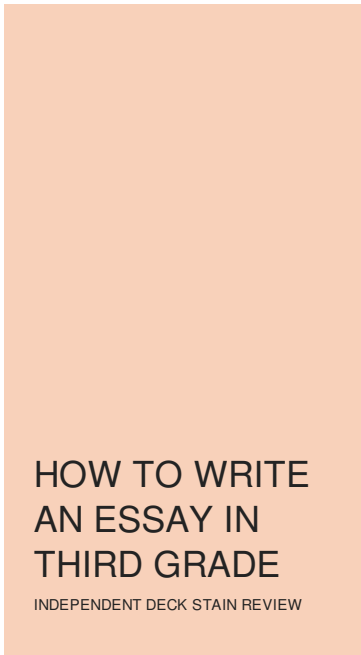 HOW TO WRITE
AN ESSAY IN
THIRD GRADE
INDEPENDENT DECK STAIN REVIEW